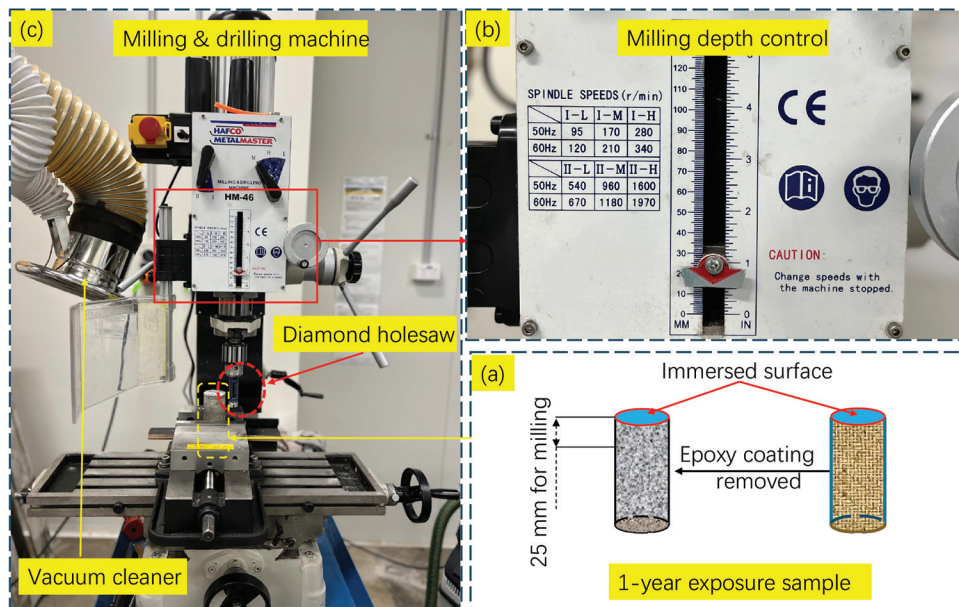 (c)
Milling & drilling machine
HAFCO
METALMASTER
M H L
MILLING & DRILLING
MACHINE
HM-46
CE
Diamond holesaw
Vacuum cleaner
(b)
Milling depth control
SPINDLE SPEEDS(r/min)
I-L I-M I-H
50Hz 95 170 280
60Hz 120 210 340
II-L II-M II-H
50Hz 540 960 1600
60Hz 670 1180 1970
120
110
100
90
80
70
60
50
40
30
20
10
0
MM
4
3
2
1
0
IN
CE
CAUTION:
Change speeds with
the machine stopped.
(a)
Immersed surface
25 mm for milling
Epoxy coating
removed
1-year exposure sample